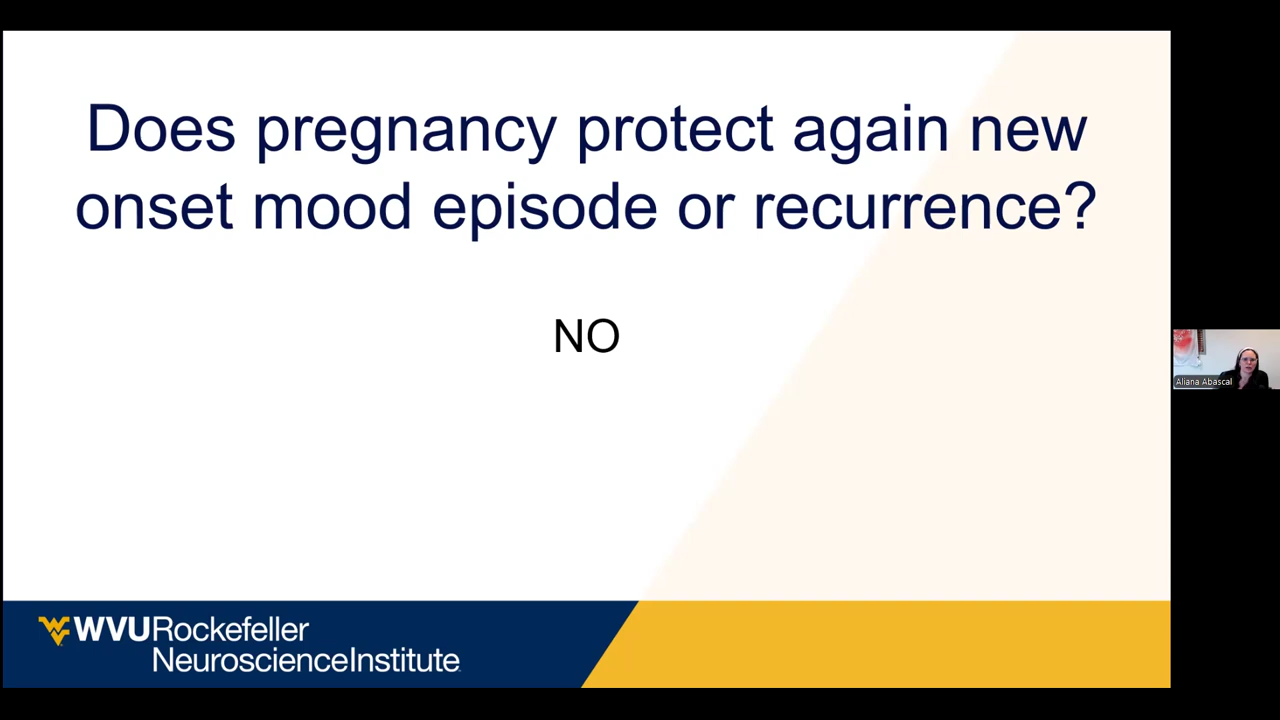 Does pregnancy protect again new
onset mood episode or recurrence?
NO
Aliana Abascal
WVURockefeller
NeuroscienceInstitute